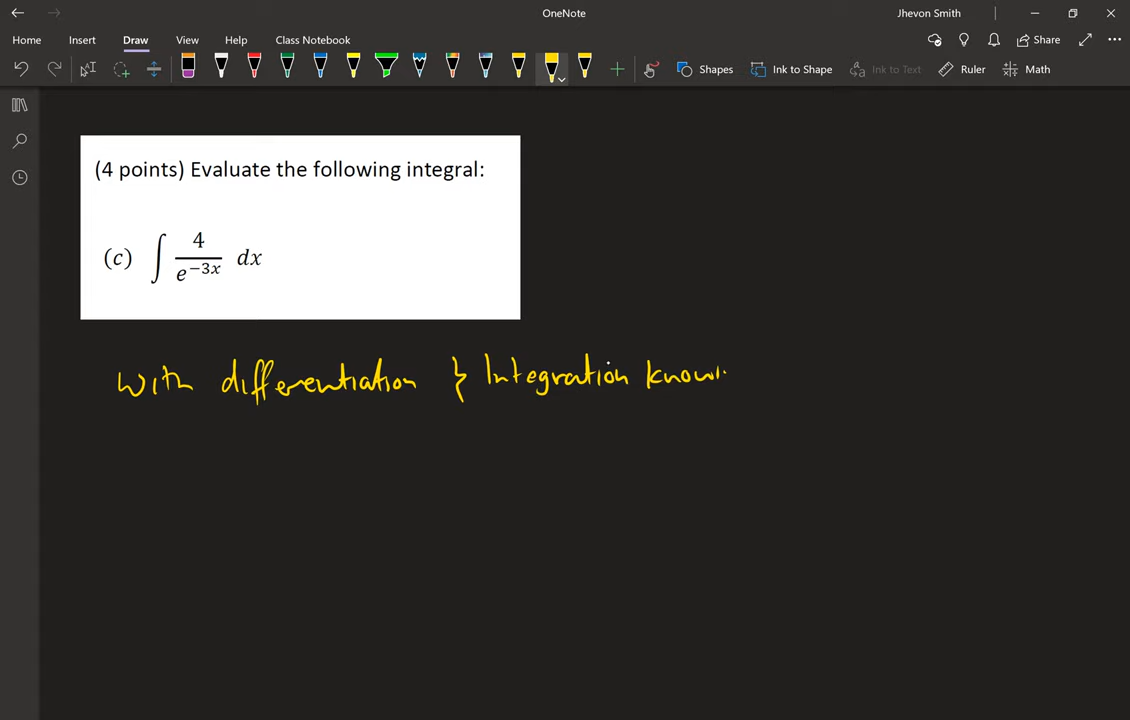 OneNote
Jhevon Smith
Home Insert Draw View Help Class Notebook
Share
Shapes Ink to Shape Ink to Text Ruler Math
(4 points) Evaluate the following integral:
(c) ∫ 4/e^{-3x} dx
with differentiation & Integration